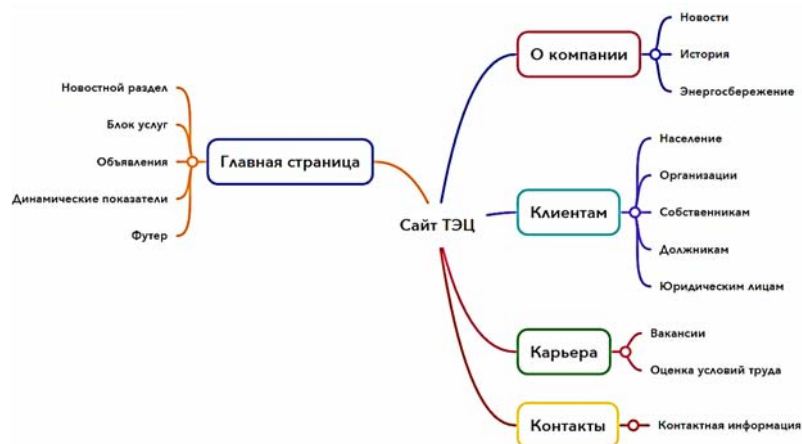 Новостной раздел
Блок услуг
Объявления
Динамические показатели
Футер
Главная страница
Сайт ТЭЦ
О компании
Новости
История
Энергосбережение
Клиентам
Население
Организации
Собственникам
Должникам
Юридическим лицам
Карьера
Вакансии
Оценка условий труда
Контакты
Контактная информация